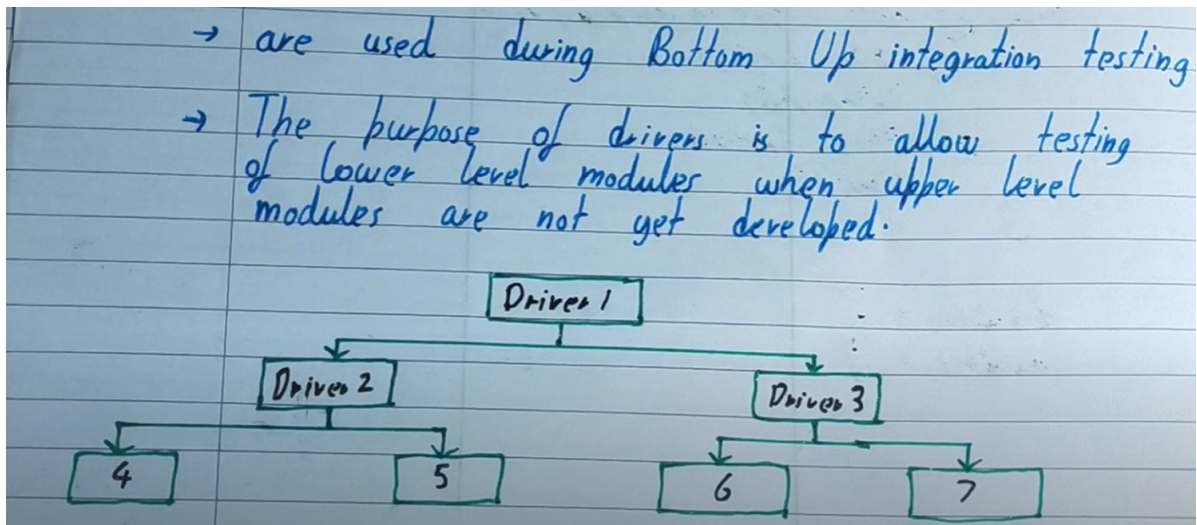 → are used during Bottom Up integration testing
→ The purpose of drivers is to allow testing
of lower level modules when upper level
modules are not yet developed.
Driver 1
Driver 2
Driver 3
4
5
6
7